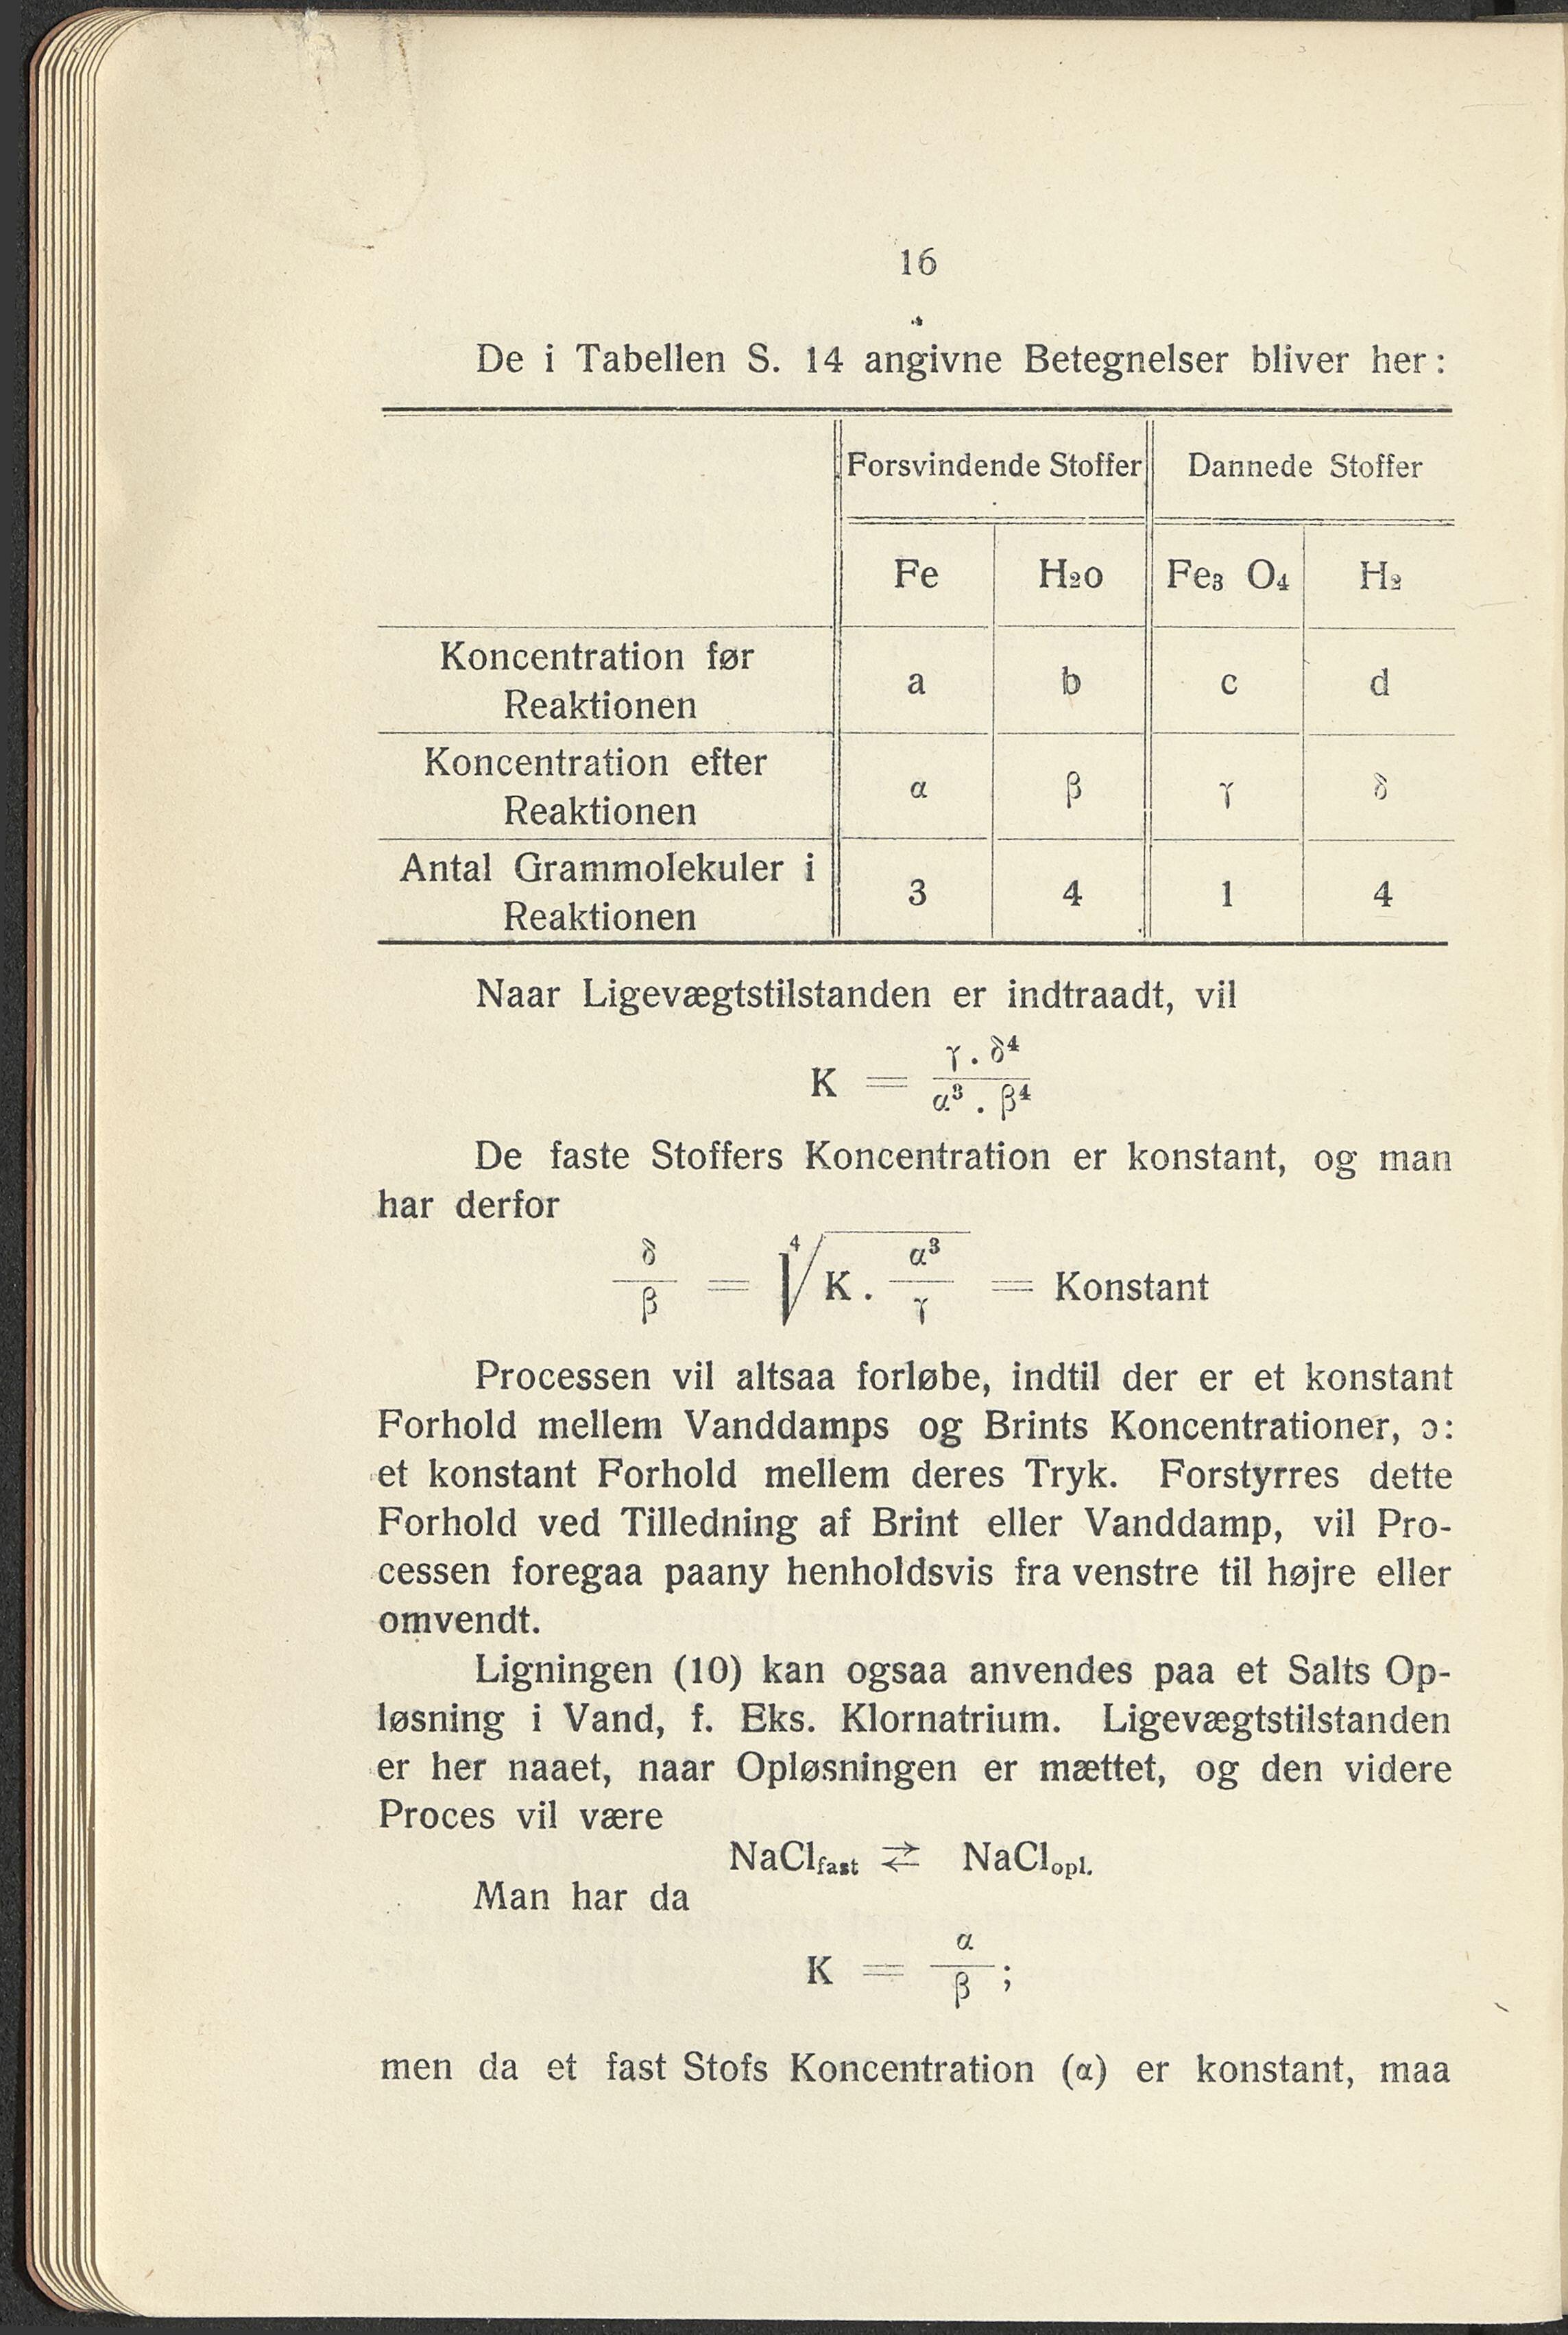 16
De i Tabellen S. 14 angivne Betegnelser bliver her:
Forsvindende Stoffer Dannede Stoffer
Fe H₂o Fe₃ O₄ H₂
Koncentration før
Reaktionen
a b c d
Koncentration efter
Reaktionen
α β γ δ
Antal Grammolekuler i
Reaktionen
3 4 1 4
Naar Ligevægtstilstanden er indtraadt, vil
K = γ . δ⁴ / α³ . β⁴
De faste Stoffers Koncentration er konstant, og man
har derfor
δ / β = ⁴√ K . α³ / γ = Konstant
Processen vil altsaa forløbe, indtil der er et konstant
Forhold mellem Vanddamps og Brints Koncentrationer, ɔ:
et konstant Forhold mellem deres Tryk. Forstyrres dette
Forhold ved Tilledning af Brint eller Vanddamp, vil Pro-
cessen foregaa paany henholdsvis fra venstre til højre eller
omvendt.
Ligningen (10) kan ogsaa anvendes paa et Salts Op-
løsning i Vand, f. Eks. Klornatrium. Ligevægtstilstanden
er her naaet, naar Opløsningen er mættet, og den videre
Proces vil være
NaCl fast ⇄ NaCl opl.
Man har da
K = α / β ;
men da et fast Stofs Koncentration (α) er konstant, maa